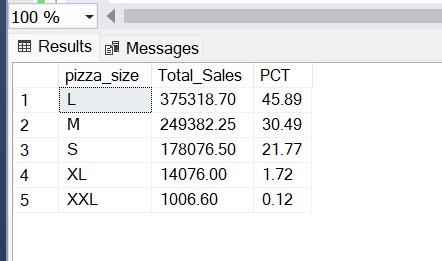 100 %
Results Messages
pizza_size Total_Sales PCT
1 L 375318.70 45.89
2 M 249382.25 30.49
3 S 178076.50 21.77
4 XL 14076.00 1.72
5 XXL 1006.60 0.12